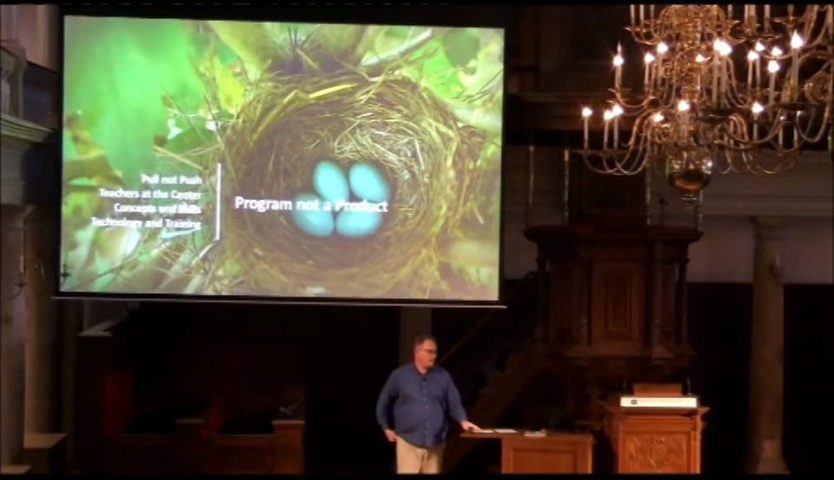 Pull not Push
Teachers at the Center
Concepts and Skills
Technology and Training
Program not a Product